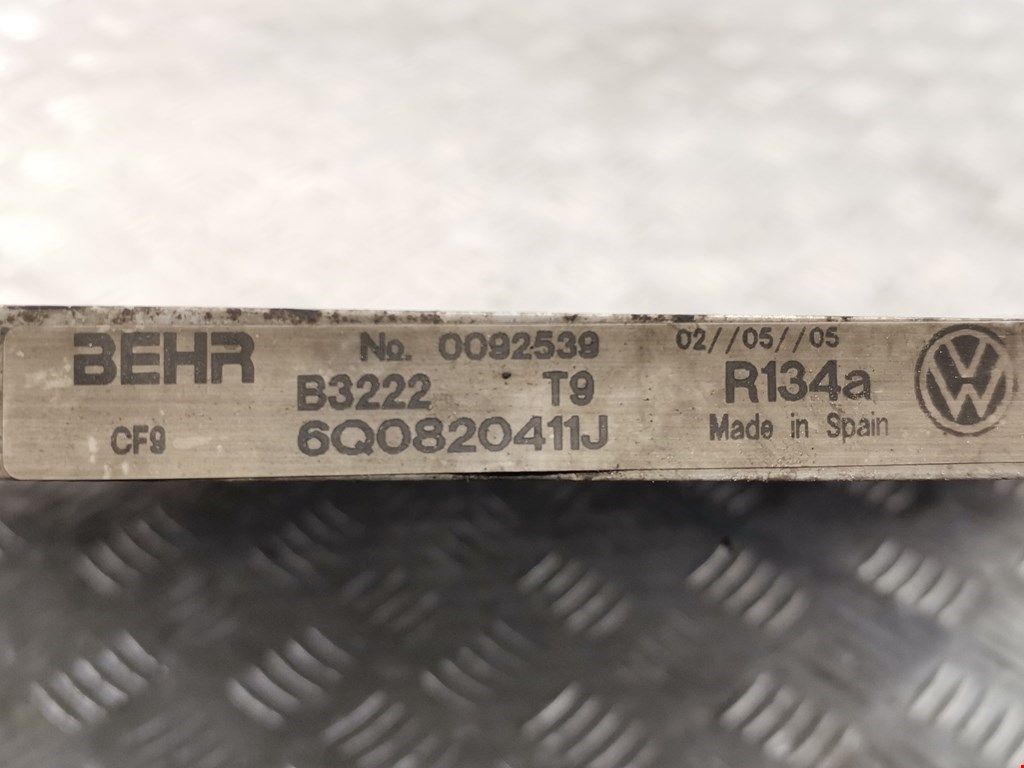 BEHR No. 0092539 02//05//05
B3222 T9 R134a
CF9 6Q0820411J Made in Spain